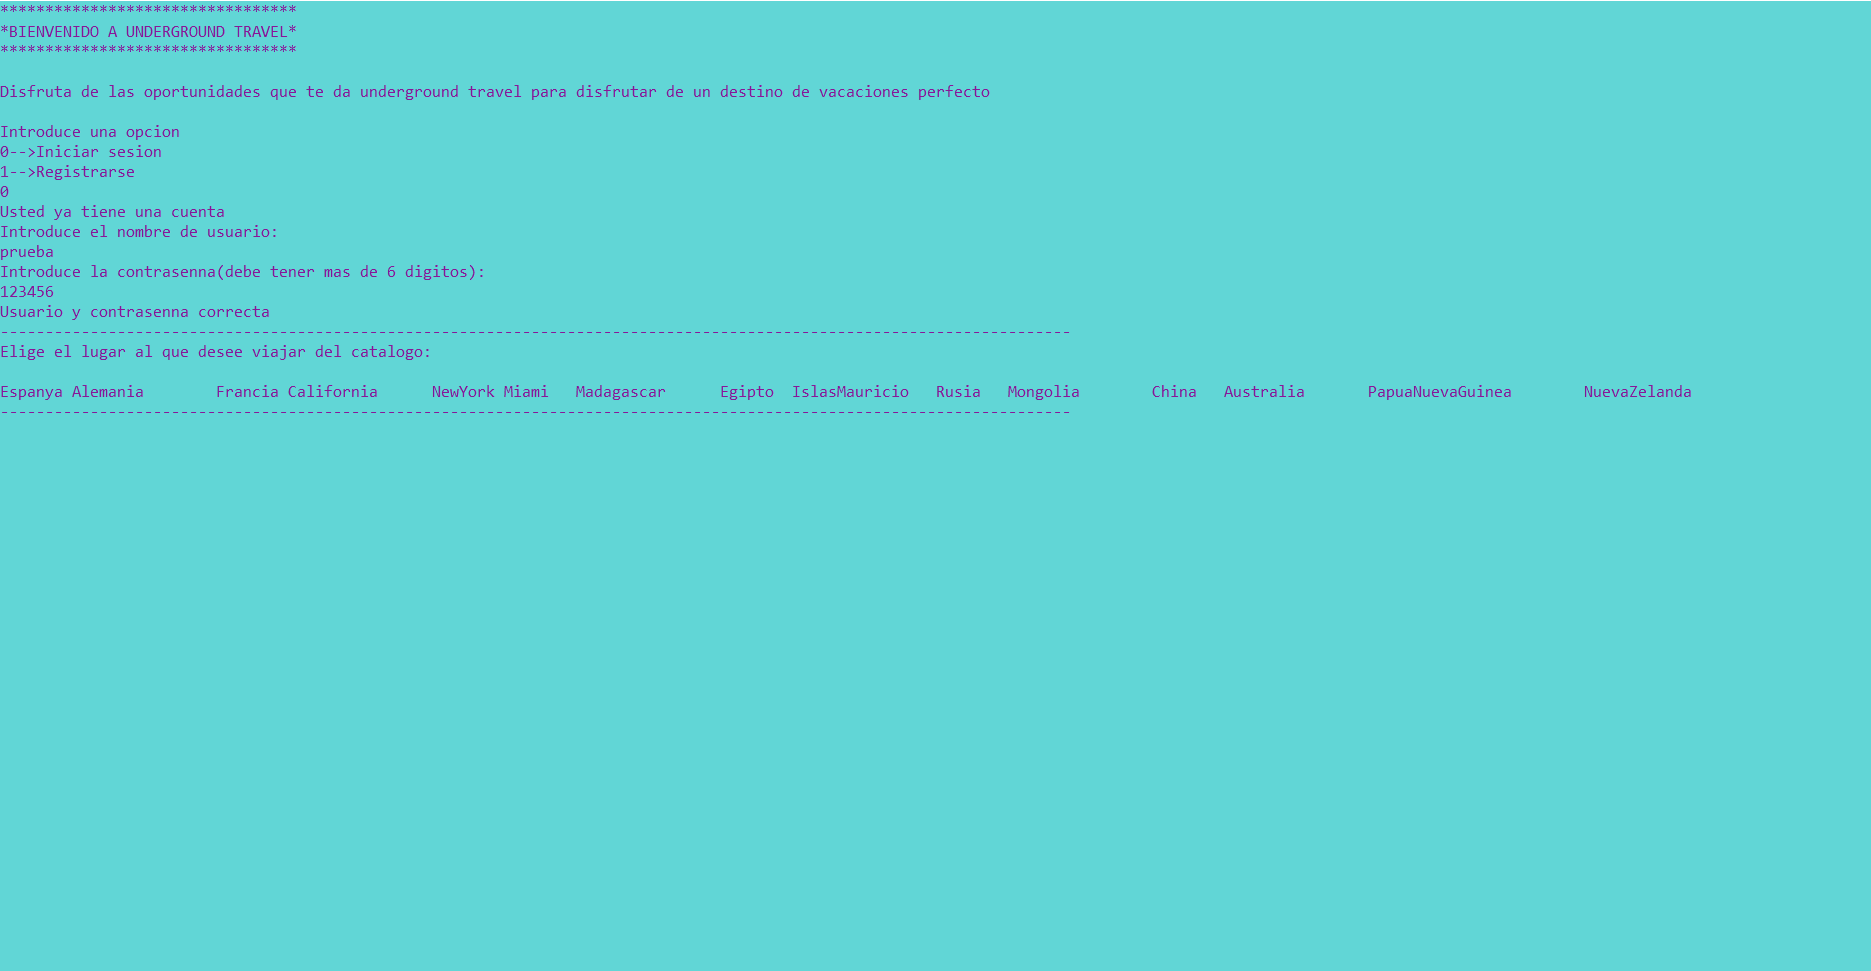 *********************************
*BIENVENIDO A UNDERGROUND TRAVEL*
*********************************
Disfruta de las oportunidades que te da underground travel para disfrutar de un destino de vacaciones perfecto
Introduce una opcion
0-->Iniciar sesion
1-->Registrarse
0
Usted ya tiene una cuenta
Introduce el nombre de usuario:
prueba
Introduce la contrasenna(debe tener mas de 6 digitos):
123456
Usuario y contrasenna correcta
-----------------------------------------------------------------------------------------------------------------------
Elige el lugar al que desee viajar del catalogo:
Espanya Alemania        Francia California      NewYork Miami   Madagascar      Egipto  IslasMauricio   Rusia   Mongolia        China   Australia       PapuaNuevaGuinea        NuevaZelanda
-----------------------------------------------------------------------------------------------------------------------